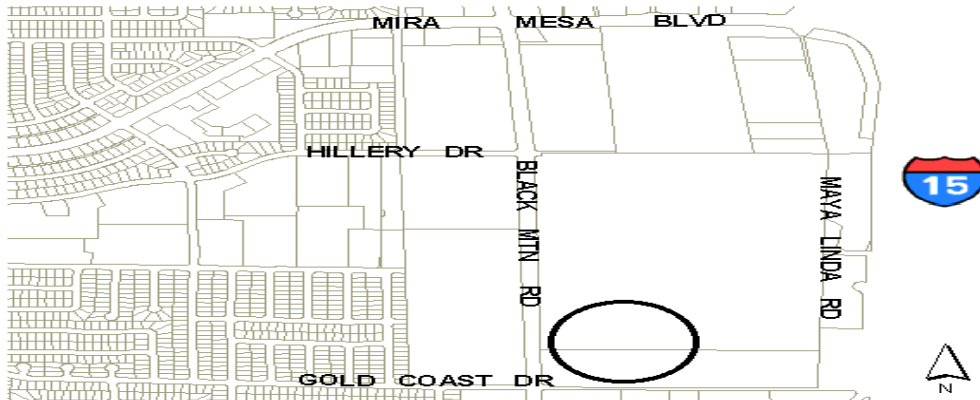 MIRA MESA BLVD
HILLERY DR
BLACK MTN RD
MAYA LINDA RD
15
GOLD COAST DR
N